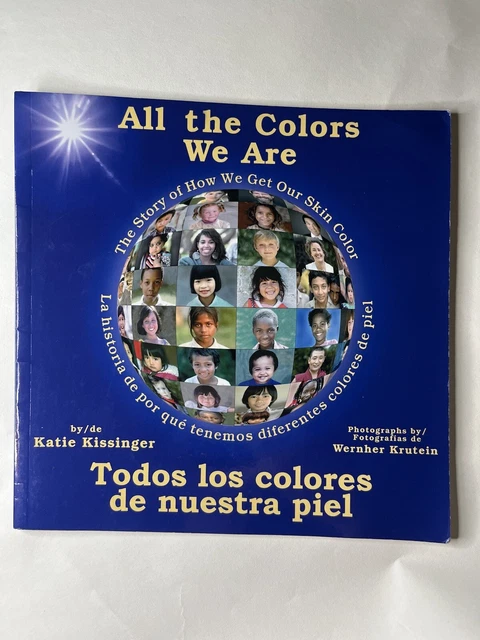 All the Colors
We Are
The Story of How We Get Our Skin Color
La historia de por qué tenemos diferentes colores de piel
by/de
Katie Kissinger
Photographs by/
Fotografías de
Wernher Krutein
Todos los colores
de nuestra piel